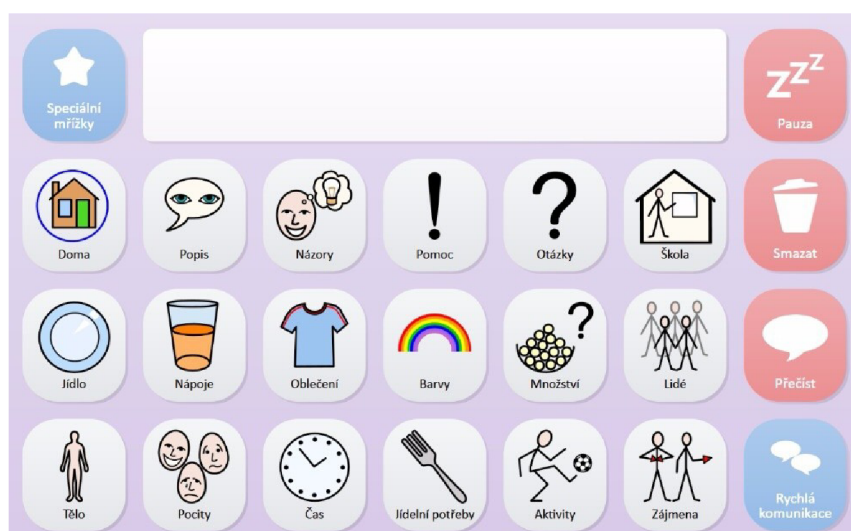 Speciální
mřížky
zzz
Pauza
Doma
Popis
Názory
Pomoc
Otázky
Škola
Smazat
Jídlo
Nápoje
Oblečení
Barvy
Množství
Lidé
Přečíst
Tělo
Pocity
Čas
Jídelní potřeby
Aktivity
Zájmena
Rychlá
komunikace